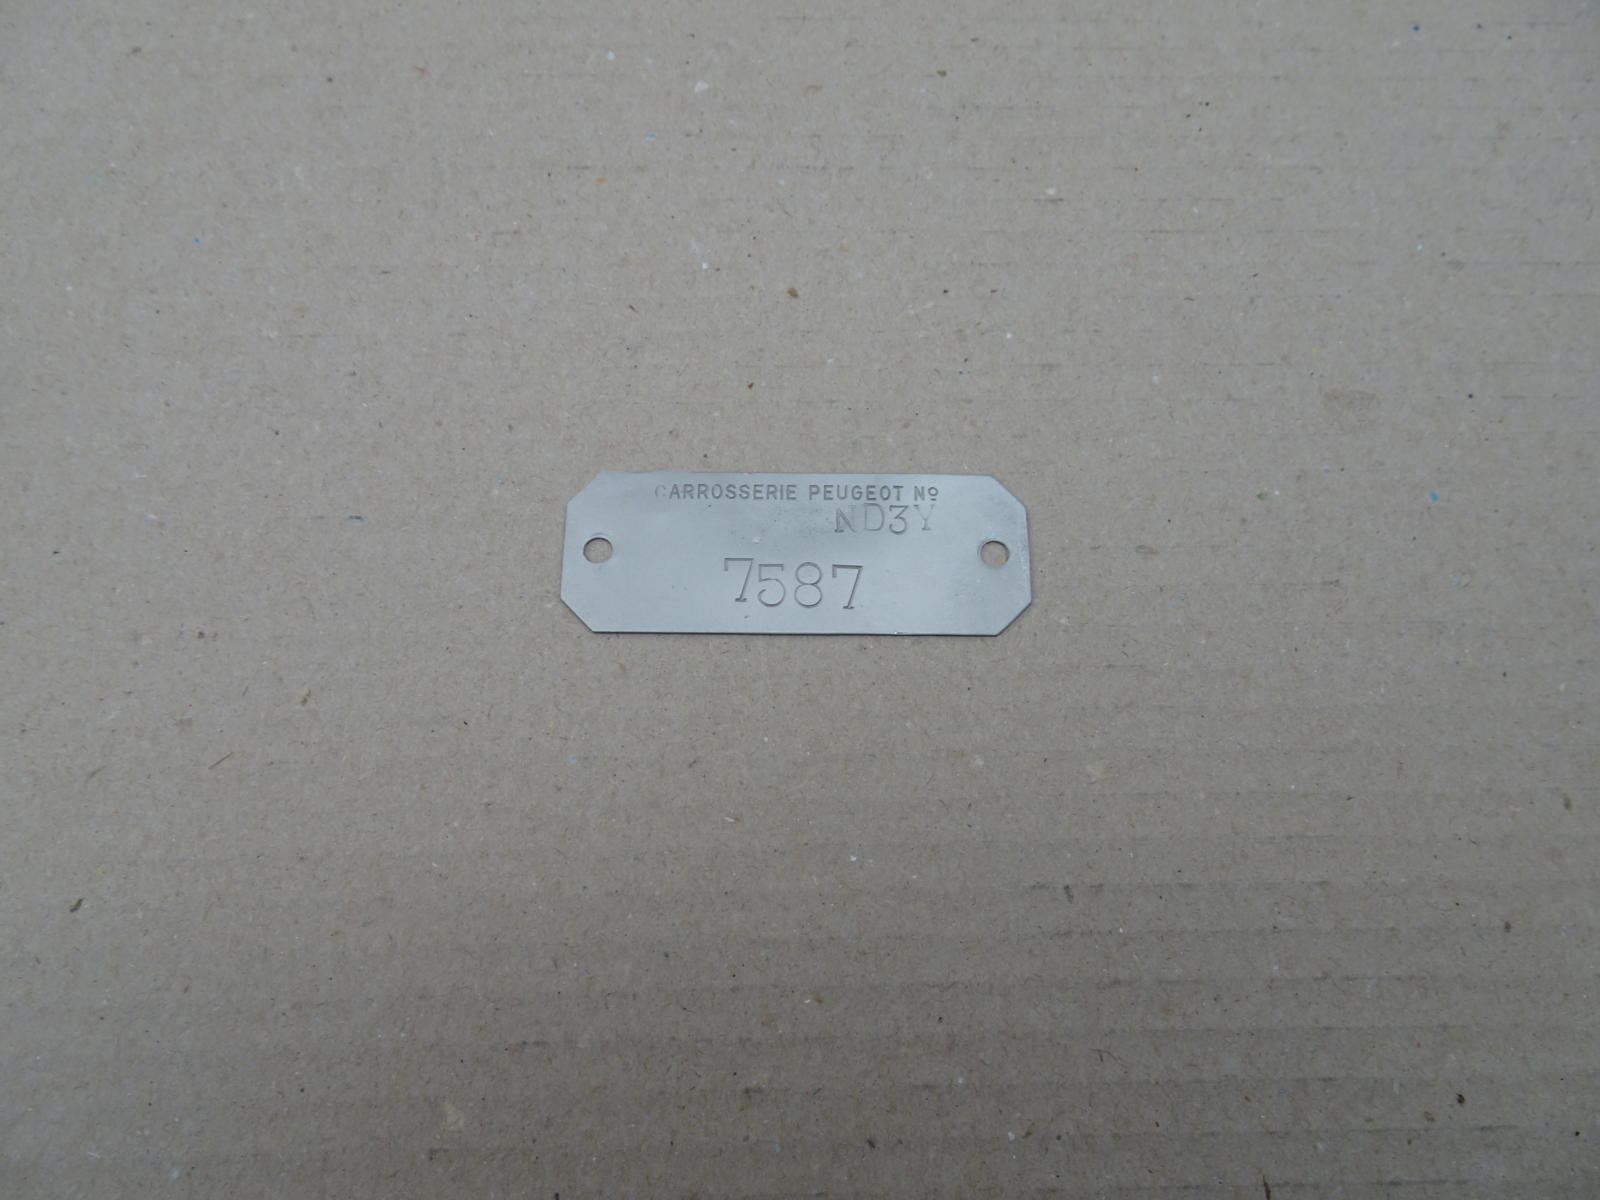 CARROSSERIE PEUGEOT Nº
ND3Y
7587